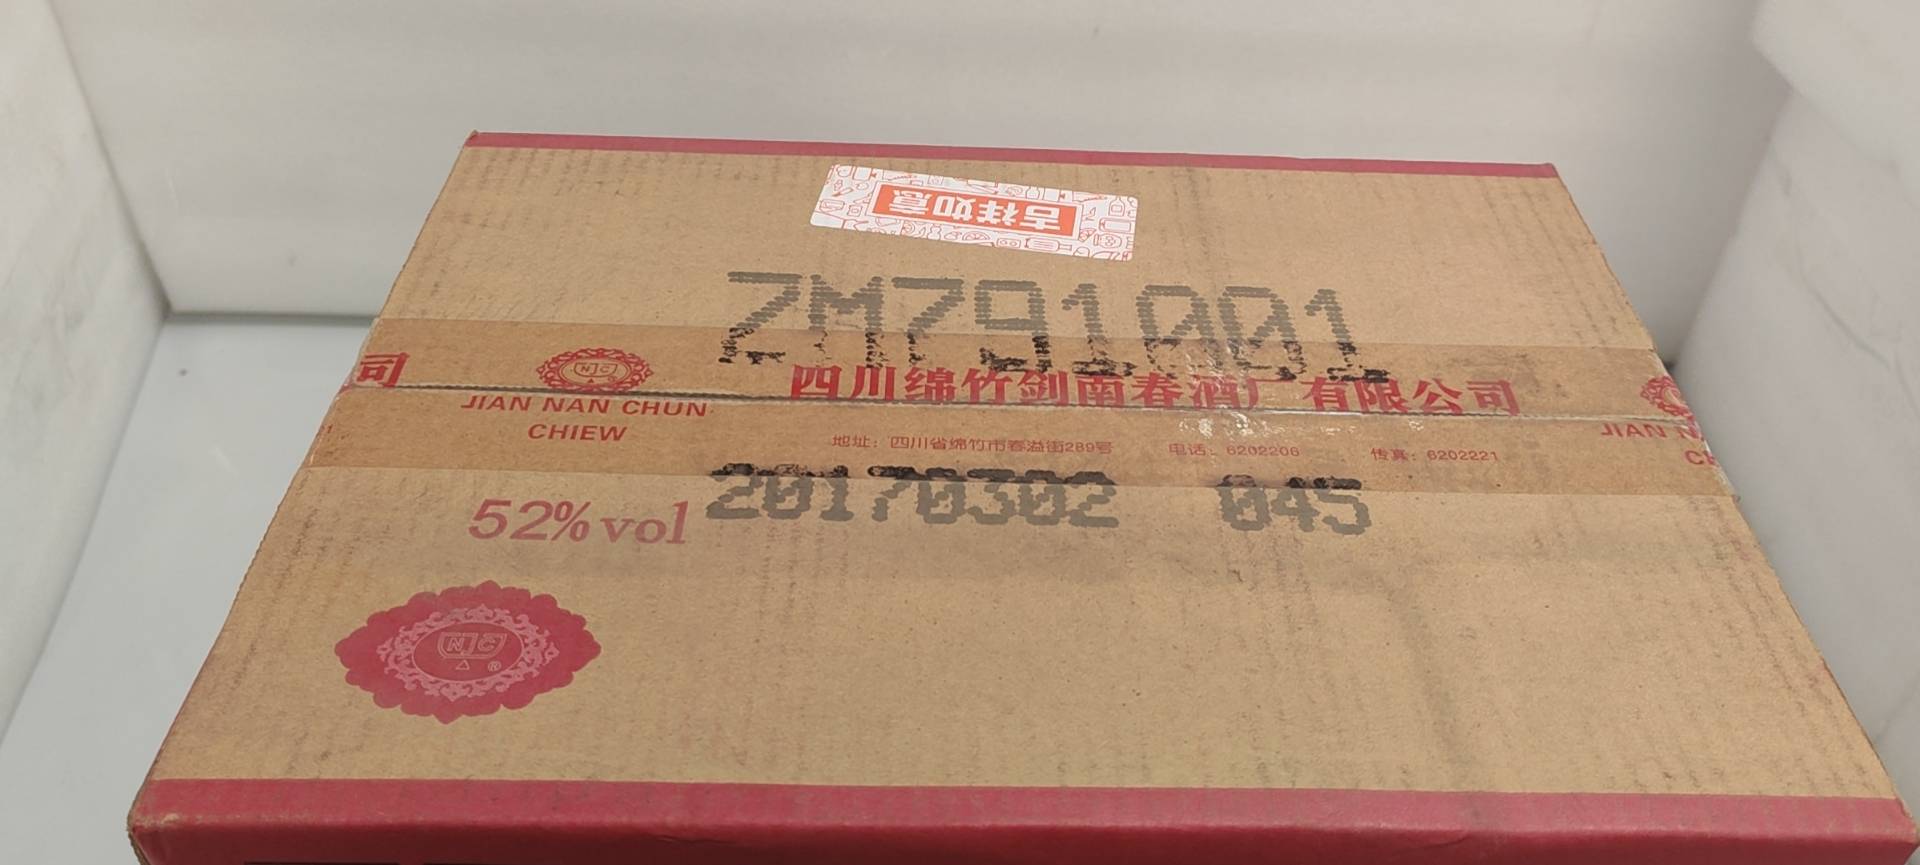 吉祥如意
ZMZ91001
司
四川绵竹剑南春酒厂有限公司
JIAN NAN CHUN
CHIEW
JIAN N
地址：四川省绵竹市春溢街289号 电话：6202206 传真：6202221
20170302 045
52%vol